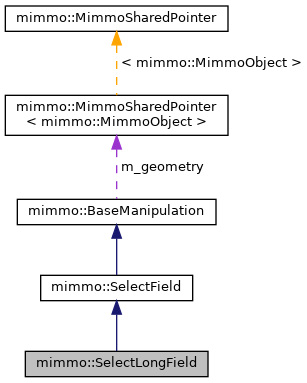 mimmo::MimmoSharedPointer
< mimmo::MimmoObject >
mimmo::MimmoSharedPointer
< mimmo::MimmoObject >
m_geometry
mimmo::BaseManipulation
mimmo::SelectField
mimmo::SelectLongField